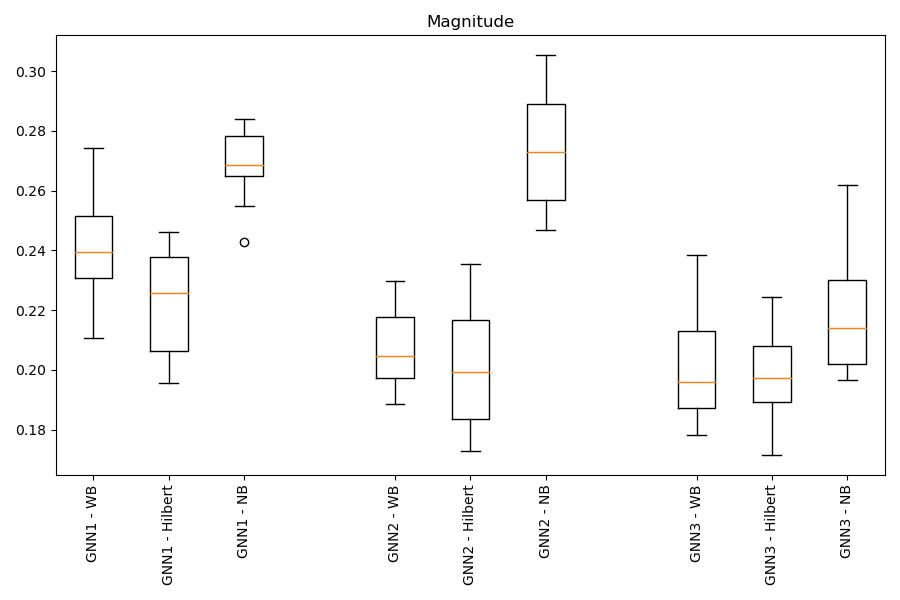 Magnitude
0.30
0.28
0.26
0.24
0.22
0.20
0.18
GNN1 - WB
GNN1 - Hilbert
GNN1 - NB
GNN2 - WB
GNN2 - Hilbert
GNN2 - NB
GNN3 - WB
GNN3 - Hilbert
GNN3 - NB